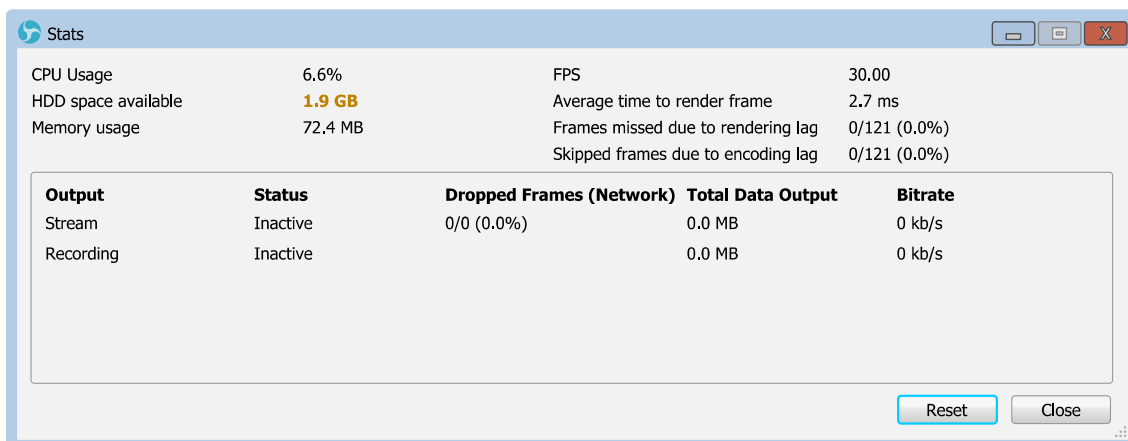 Stats
CPU Usage 6.6% FPS 30.00
HDD space available 1.9 GB Average time to render frame 2.7 ms
Memory usage 72.4 MB Frames missed due to rendering lag 0/121 (0.0%)
Skipped frames due to encoding lag 0/121 (0.0%)
Output Status Dropped Frames (Network) Total Data Output Bitrate
Stream Inactive 0/0 (0.0%) 0.0 MB 0 kb/s
Recording Inactive 0.0 MB 0 kb/s
Reset Close